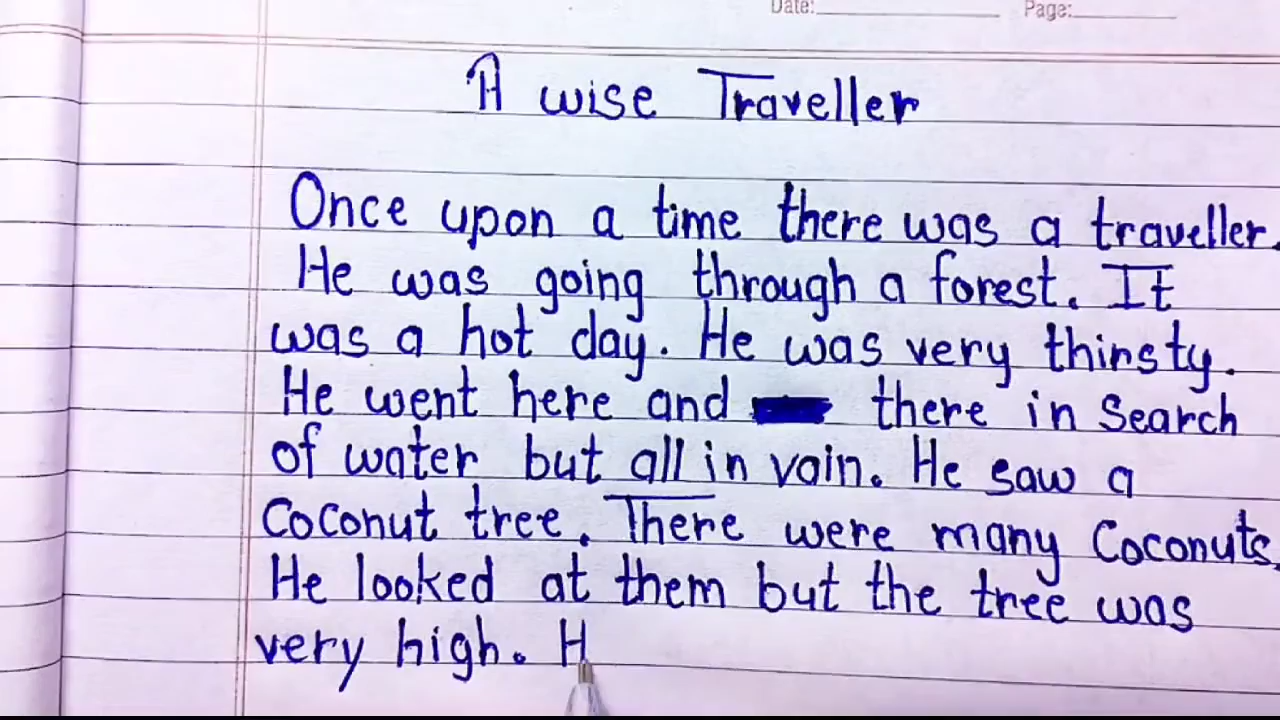 Date: Page:
A wise Traveller
Once upon a time there was a traveller.
He was going through a forest. It
was a hot day. He was very thirsty.
He went here and there in Search
of water but all in vain. He saw a
Coconut tree. There were many Coconuts.
He looked at them but the tree was
very high. H